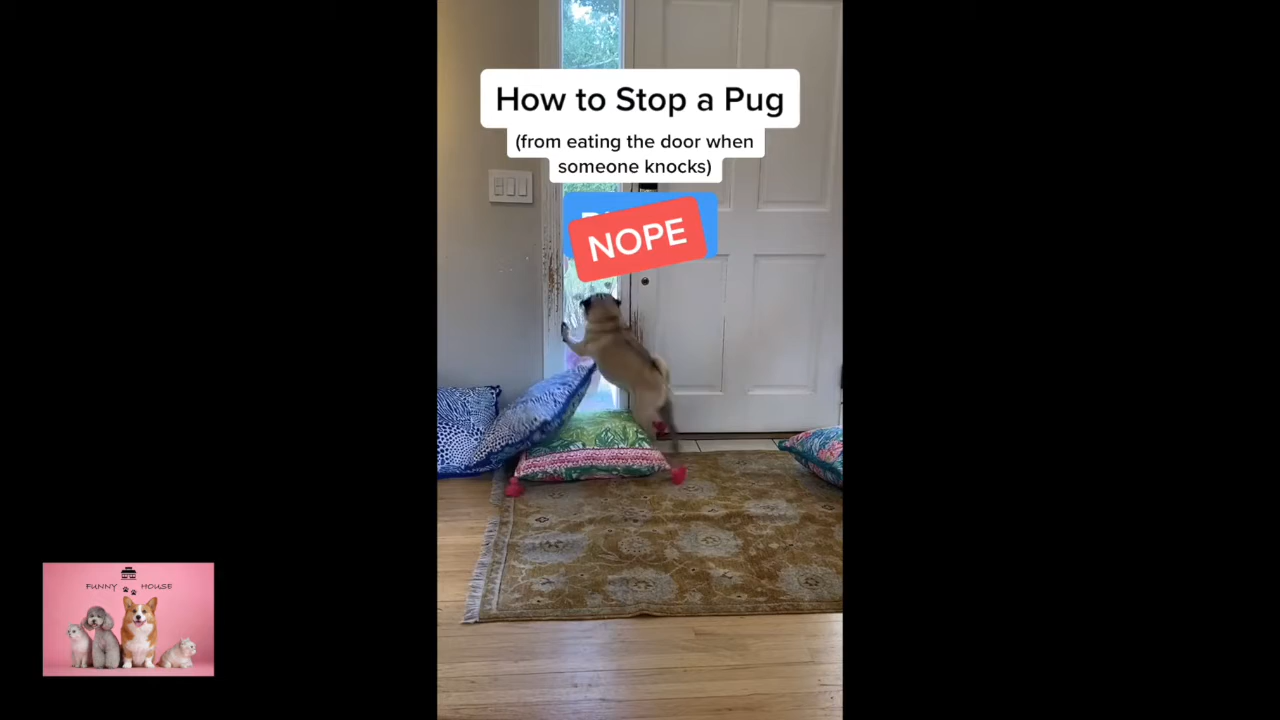 How to Stop a Pug
(from eating the door when
someone knocks)
NOPE
FUNNY HOUSE